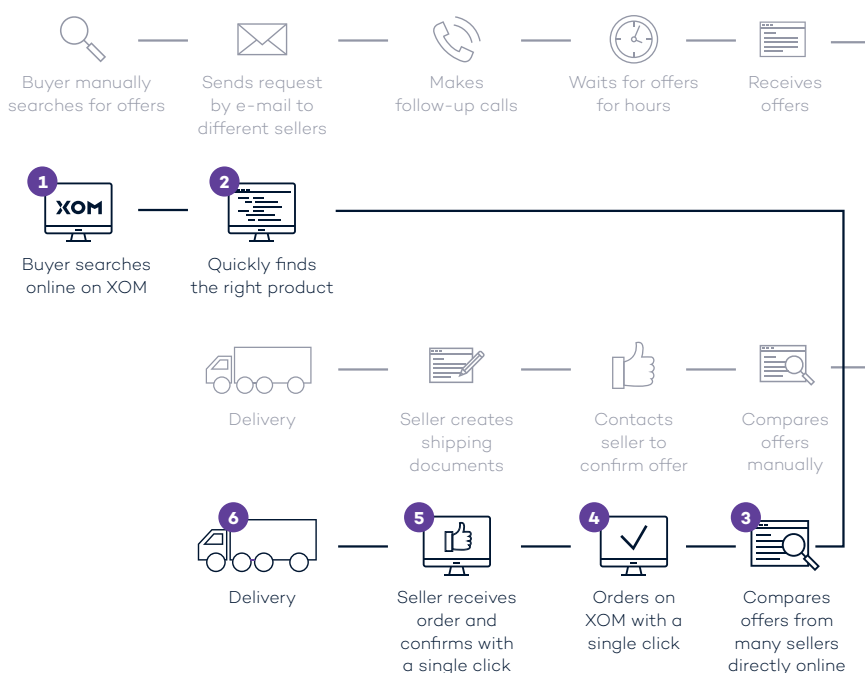 Buyer manually
searches for offers
Sends request
by e-mail to
different sellers
Makes
follow-up calls
Waits for offers
for hours
Receives
offers
1
XOM
Buyer searches
online on XOM
2
Quickly finds
the right product
Delivery
Seller creates
shipping
documents
Contacts
seller to
confirm offer
Compares
offers
manually
6
Delivery
5
Seller receives
order and
confirms with
a single click
4
Orders on
XOM with a
single click
3
Compares
offers from
many sellers
directly online